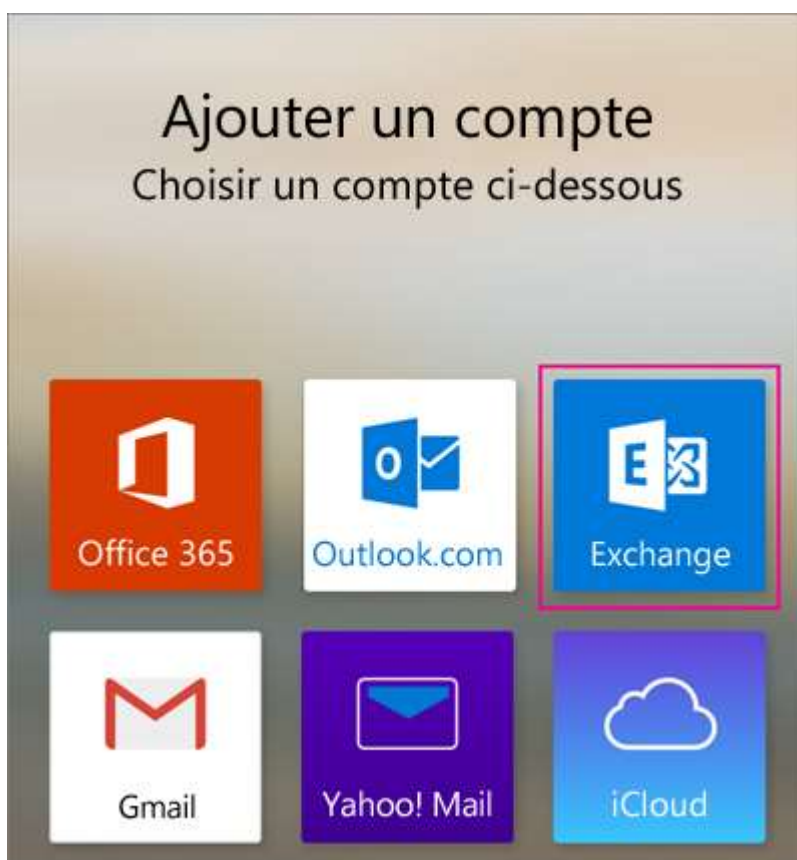 Ajouter un compte
Choisir un compte ci-dessous
Office 365
O
Outlook.com
E
Exchange
Gmail
Yahoo! Mail
iCloud